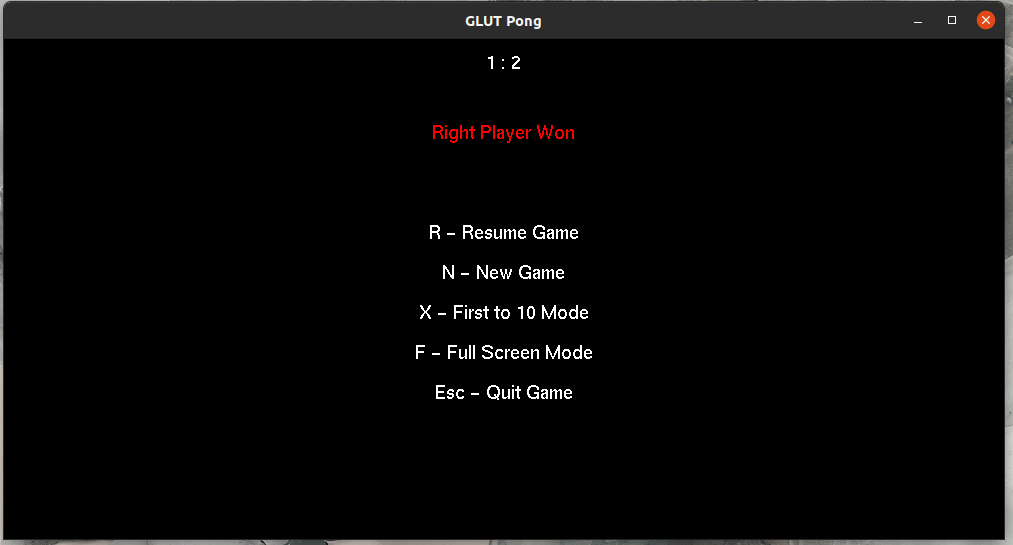 GLUT Pong
1 : 2
Right Player Won
R – Resume Game
N – New Game
X – First to 10 Mode
F – Full Screen Mode
Esc – Quit Game